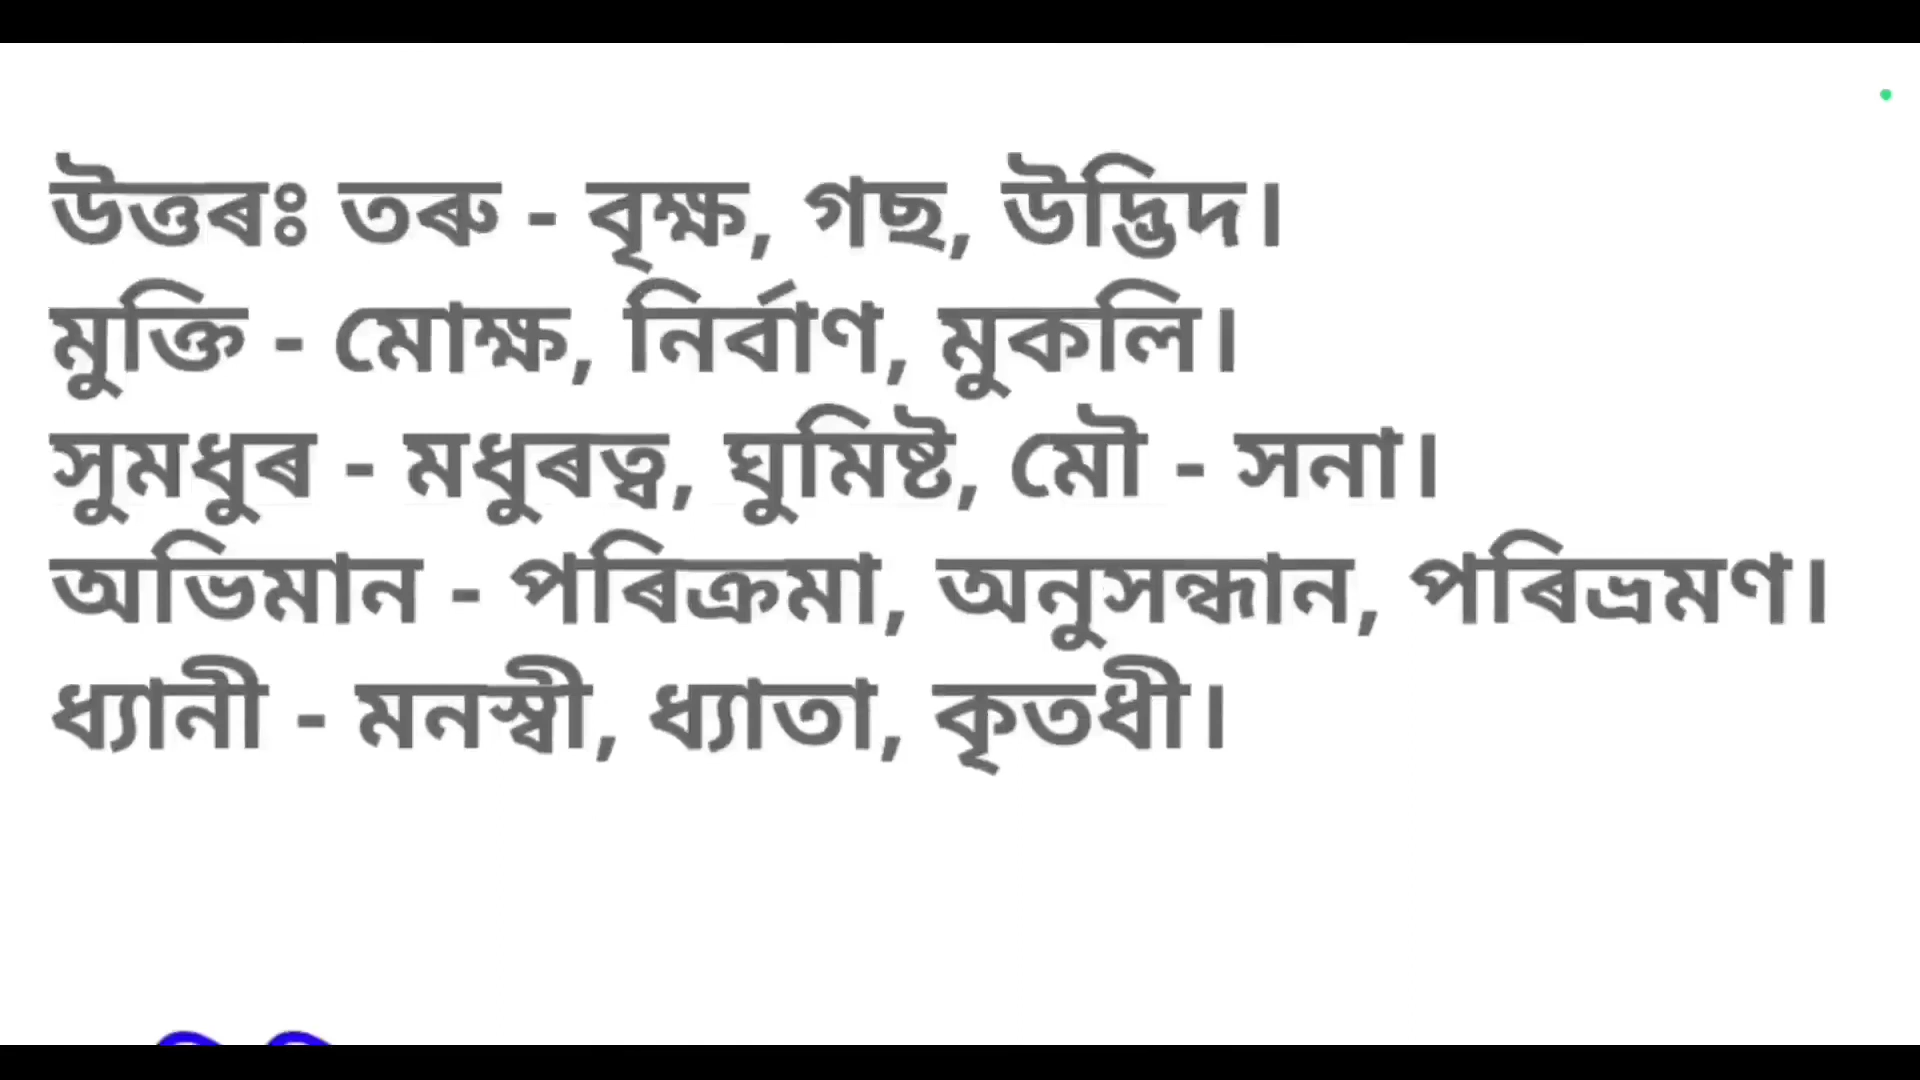 উত্তৰঃ তৰু - বৃক্ষ, গছ, উদ্ভিদ।
মুক্তি - মোক্ষ, নিৰ্বাণ, মুকলি।
সুমধুৰ - মধুৰত্ব, ঘুমিষ্ট, মৌ - সনা।
অভিমান - পৰিক্ৰমা, অনুসন্ধান, পৰিভ্ৰমণ।
ধ্যানী - মনস্বী, ধ্যাতা, কৃতধী।